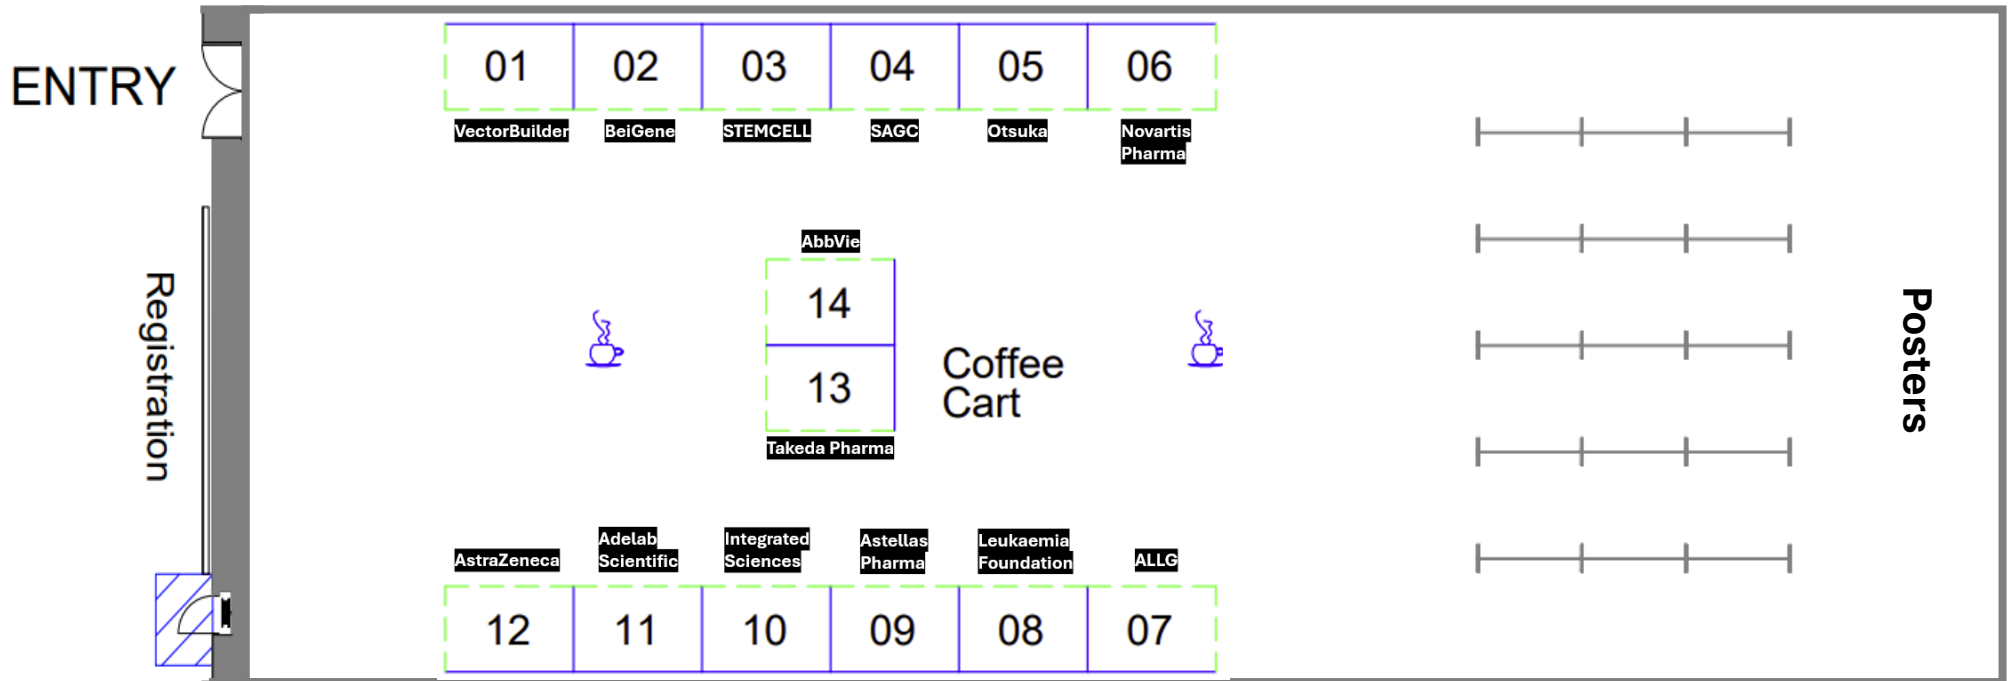 ENTRY
01 02 03 04 05 06
VectorBuilder BeiGene STEMCELL SAGC Otsuka Novartis
Pharma
Registration
AbbVie
14
13
Takeda Pharma
Coffee
Cart
Posters
AstraZeneca
Adelab
Scientific
Integrated
Sciences
Astellas
Pharma
Leukaemia
Foundation
ALLG
12 11 10 09 08 07